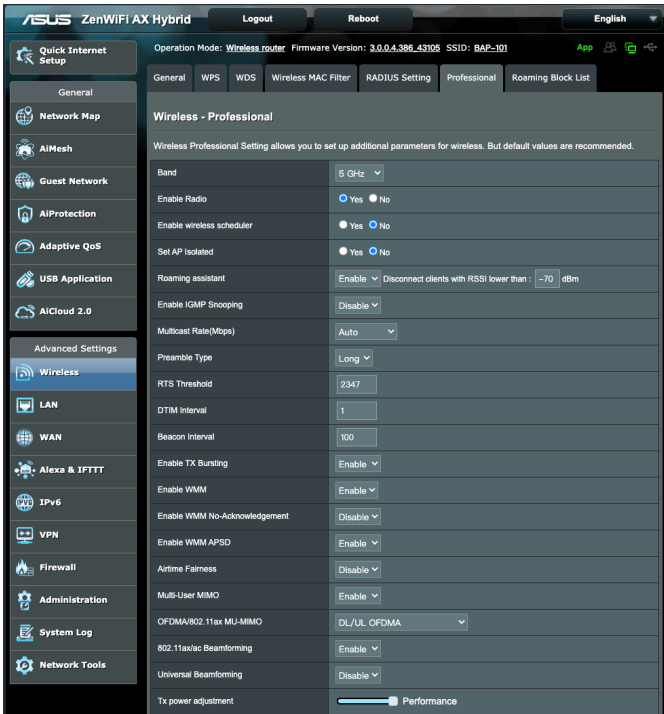 ASUS ZenWiFi AX Hybrid Logout Reboot English
Quick Internet Setup
Operation Mode: Wireless router Firmware Version: 3.0.0.4.386_43105 SSID: BAP-101 App
General WPS WDS Wireless MAC Filter RADIUS Setting Professional Roaming Block List
General
Network Map
AiMesh
Guest Network
AiProtection
Adaptive QoS
USB Application
AiCloud 2.0
Advanced Settings
Wireless
LAN
WAN
Alexa & IFTTT
IPv6
VPN
Firewall
Administration
System Log
Network Tools
Wireless - Professional
Wireless Professional Setting allows you to set up additional parameters for wireless. But default values are recommended.
Band 5 GHz
Enable Radio Yes No
Enable wireless scheduler Yes No
Set AP Isolated Yes No
Roaming assistant Enable Disconnect clients with RSSI lower than : -70 dBm
Enable IGMP Snooping Disable
Multicast Rate(Mbps) Auto
Preamble Type Long
RTS Threshold 2347
DTIM Interval 1
Beacon Interval 100
Enable TX Bursting Enable
Enable WMM Enable
Enable WMM No-Acknowledgement Disable
Enable WMM APSD Enable
Airtime Fairness Disable
Multi-User MIMO Enable
OFDMA/802.11ax MU-MIMO DL/UL OFDMA
802.11ax/ac Beamforming Enable
Universal Beamforming Disable
Tx power adjustment Performance